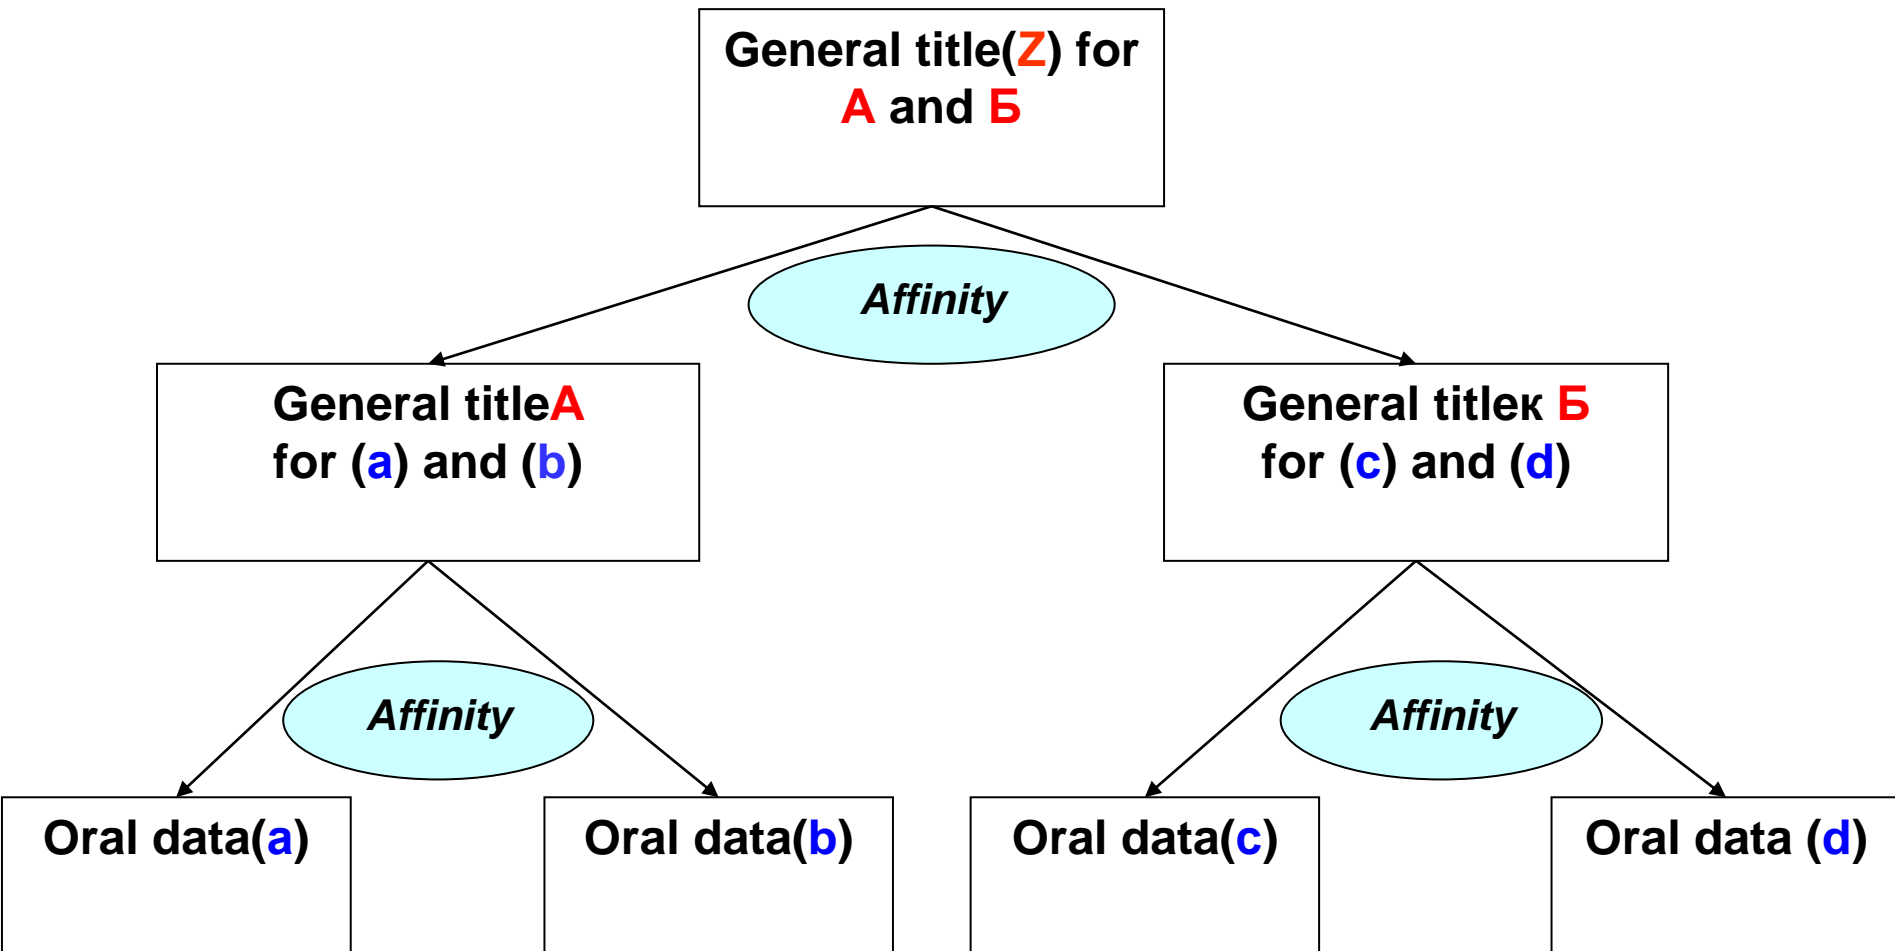 General title(Z) for
А and Б
Affinity
General titleА
for (a) and (b)
General titleк Б
for (c) and (d)
Affinity
Affinity
Oral data(a)
Oral data(b)
Oral data(c)
Oral data (d)